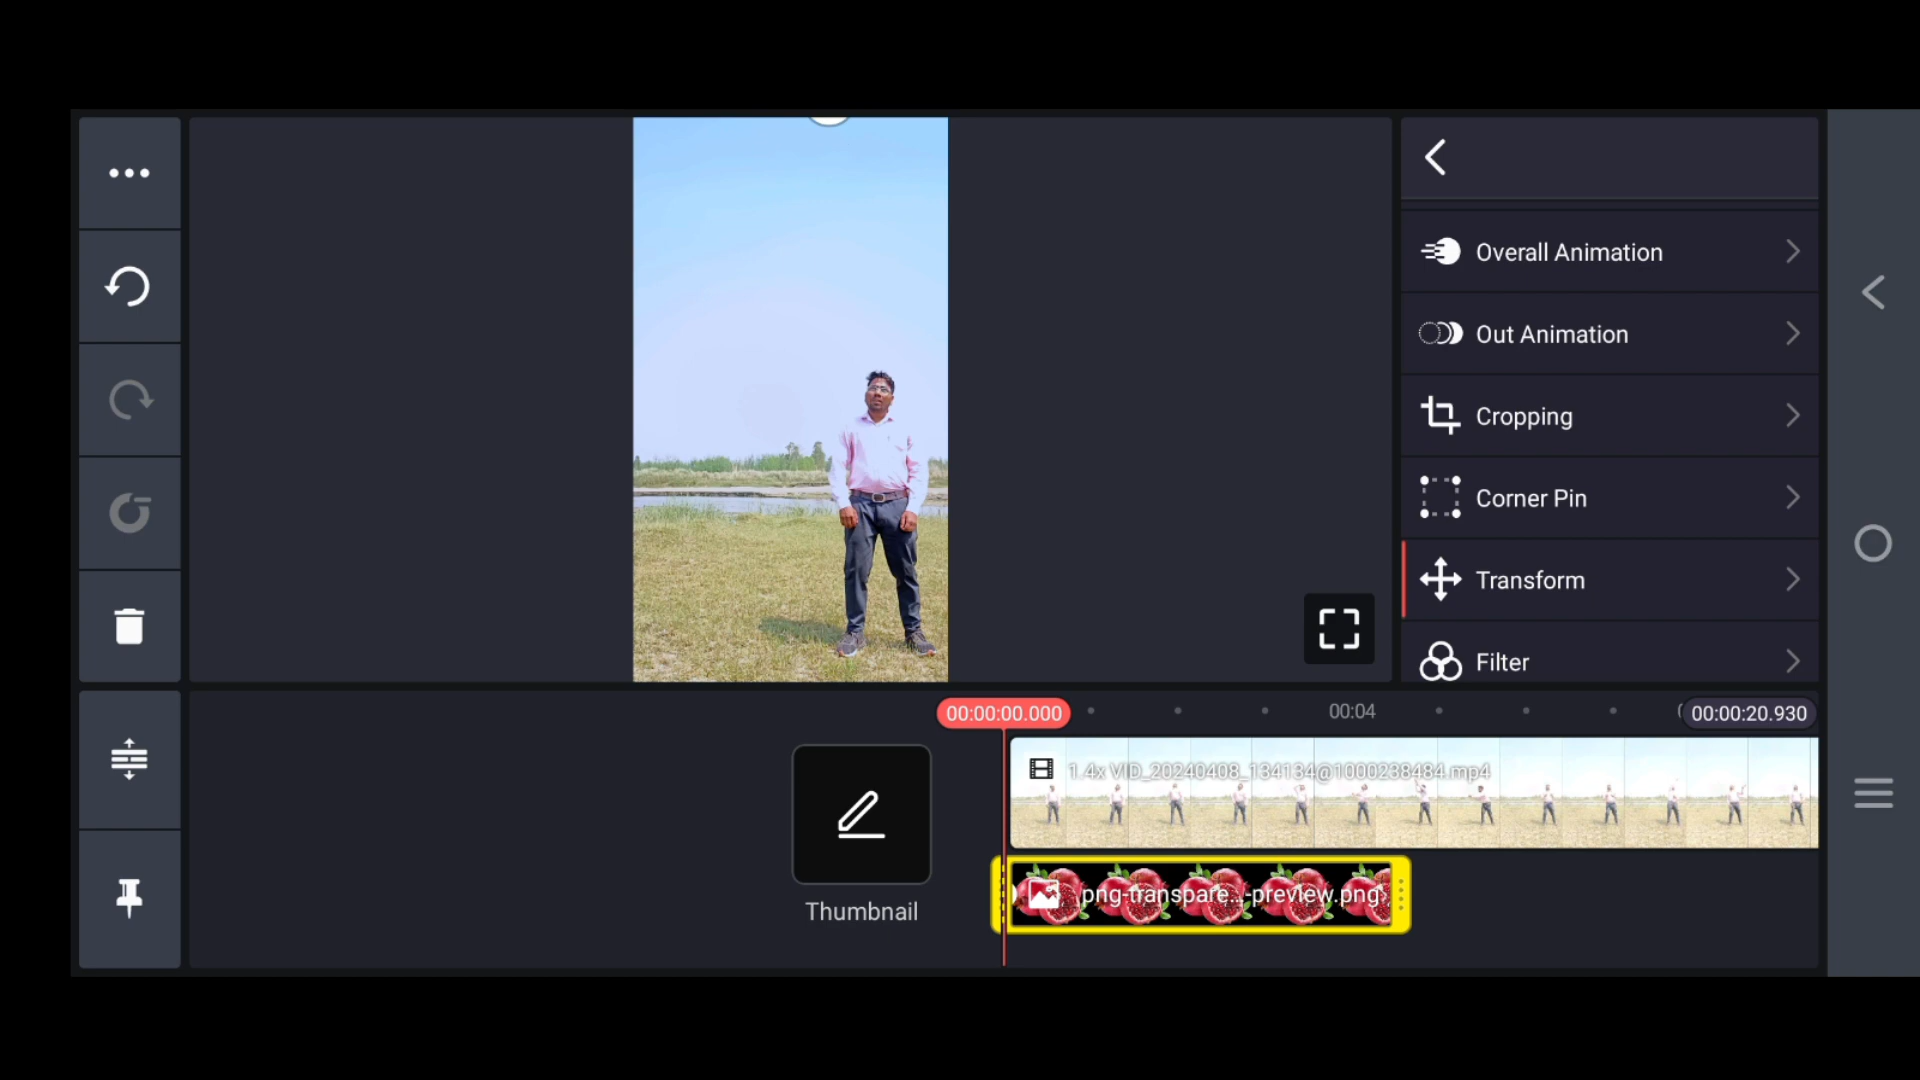 Overall Animation
Out Animation
Cropping
Corner Pin
Transform
Filter
00:00:00.000
00:04
00:00:20.930
1.4x VID_20240408_134134@1000238484.mp4
Thumbnail
png-transpare...-preview.png